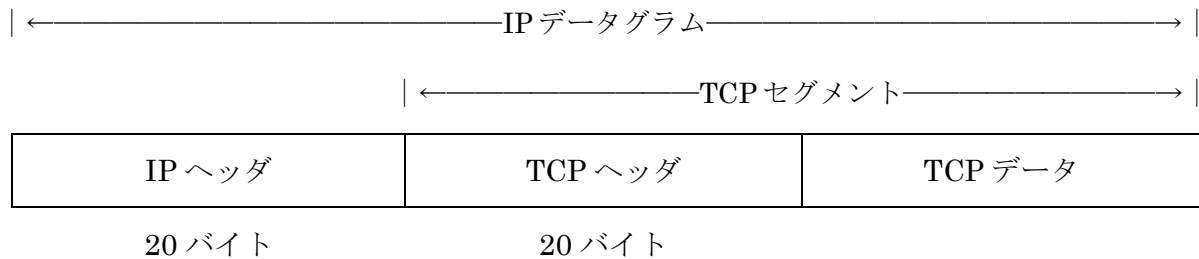 |←IPデータグラム→|
|←TCPセグメント→|
IPヘッダ TCPヘッダ TCPデータ
20バイト 20バイト